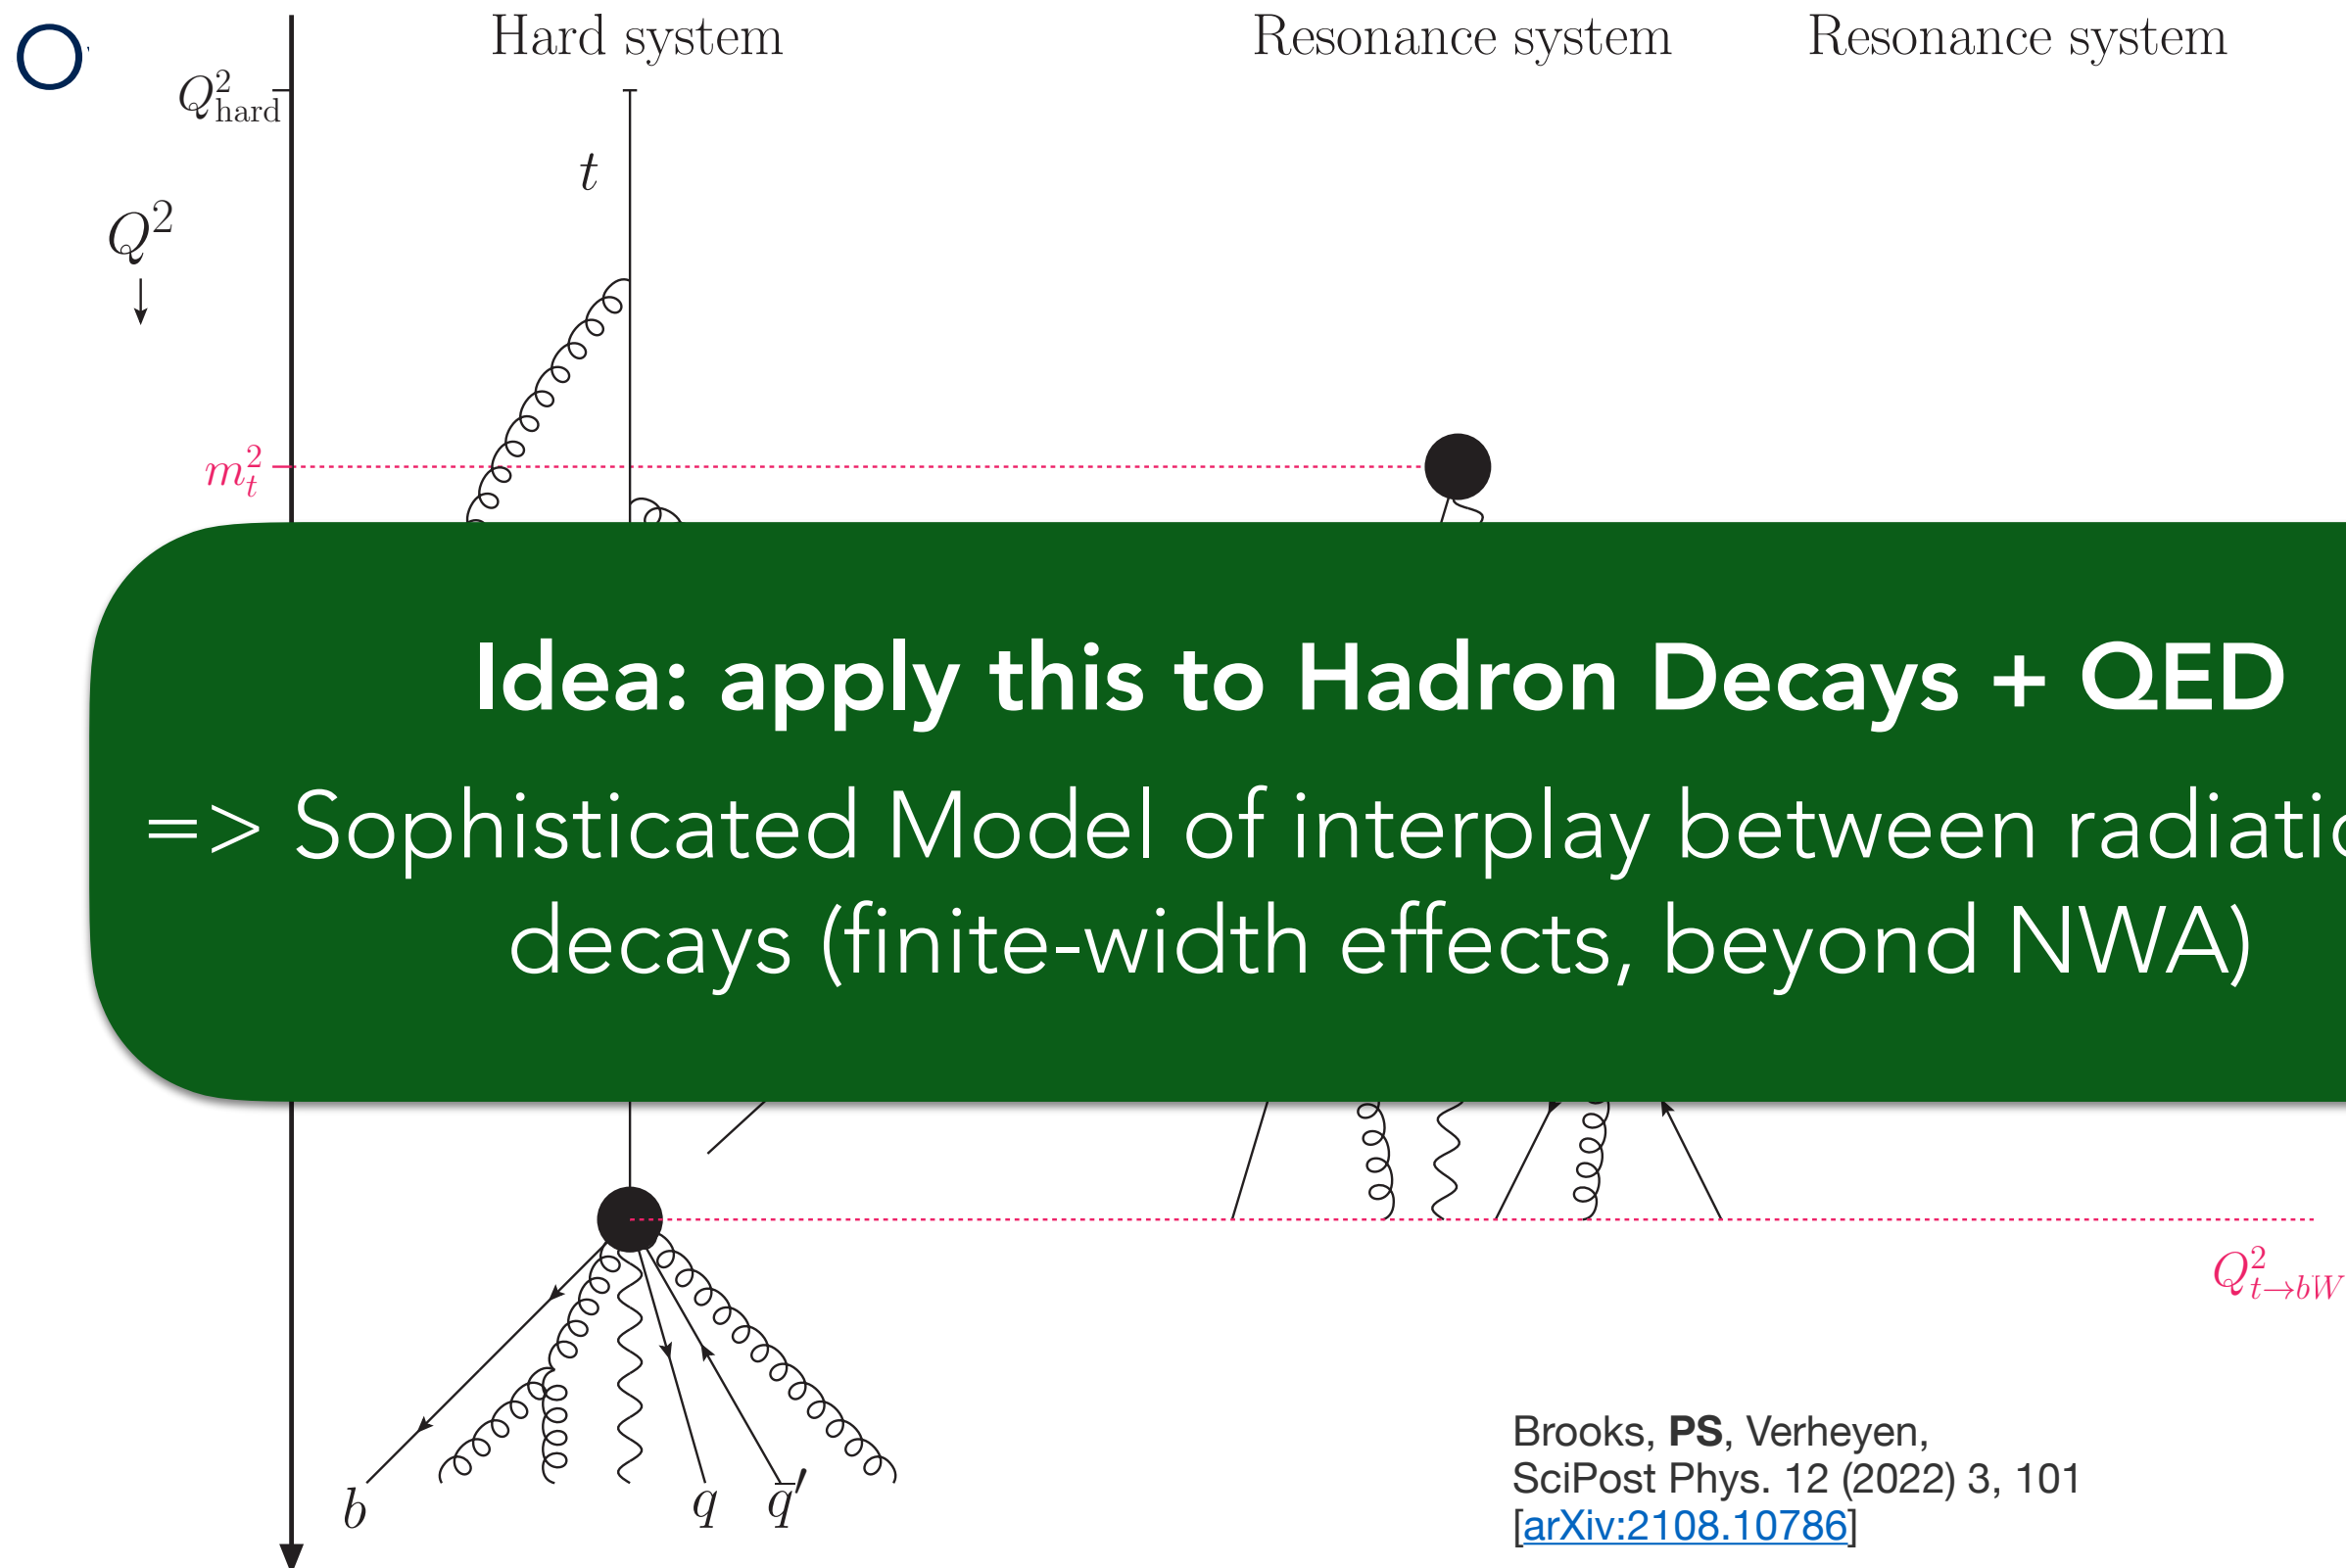 Hard system
Resonance system
Resonance system
Q²hard
t
Q²
m²t
Idea: apply this to Hadron Decays + QED
=> Sophisticated Model of interplay between
decays (finite-width effects, beyond NWA)
Q²t→bW
b
q
q̄′
Brooks, PS, Verheyen,
SciPost Phys. 12 (2022) 3, 101
[arXiv:2108.10786]